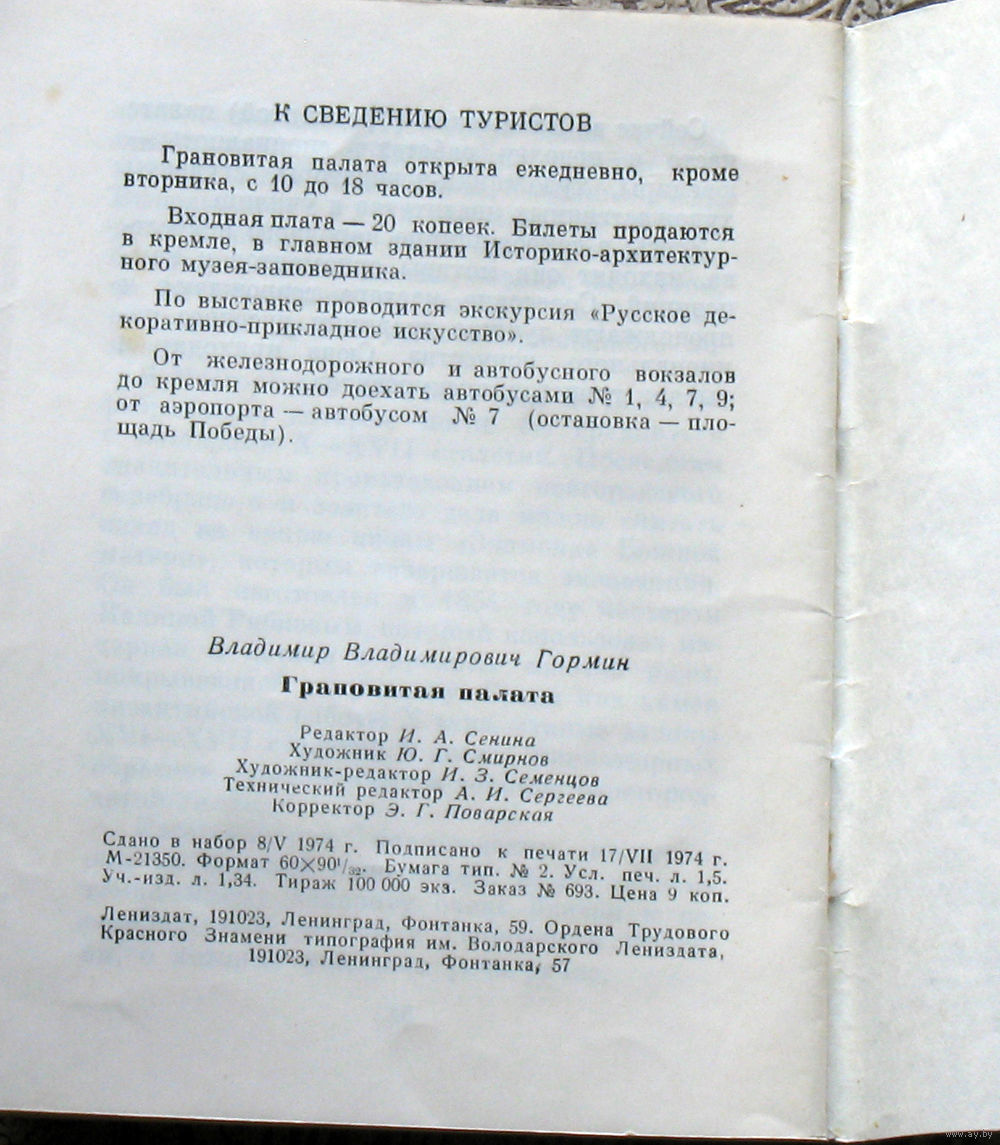 К СВЕДЕНИЮ ТУРИСТОВ
Грановитая палата открыта ежедневно, кроме
вторника, с 10 до 18 часов.
Входная плата — 20 копеек. Билеты продаются
в кремле, в главном здании Историко-архитектур-
ного музея-заповедника.
По выставке проводится экскурсия «Русское де-
коративно-прикладное искусство».
От железнодорожного и автобусного вокзалов
до кремля можно доехать автобусами № 1, 4, 7, 9;
от аэропорта — автобусом № 7 (остановка — пло-
щадь Победы).
Владимир Владимирович Гормин
Грановитая палата
Редактор И. А. Сенина
Художник Ю. Г. Смирнов
Художник-редактор И. З. Семенцов
Технический редактор А. И. Сергеева
Корректор Э. Г. Поварская
Сдано в набор 8/V 1974 г. Подписано к печати 17/VII 1974 г.
М-21350. Формат 60×90¹/₃₂. Бумага тип. № 2. Усл. печ. л. 1,5.
Уч.-изд. л. 1,34. Тираж 100 000 экз. Заказ № 693. Цена 9 коп.
Лениздат, 191023, Ленинград, Фонтанка, 59. Ордена Трудового
Красного Знамени типография им. Володарского Лениздата,
191023, Ленинград, Фонтанка, 57
www.ay.by